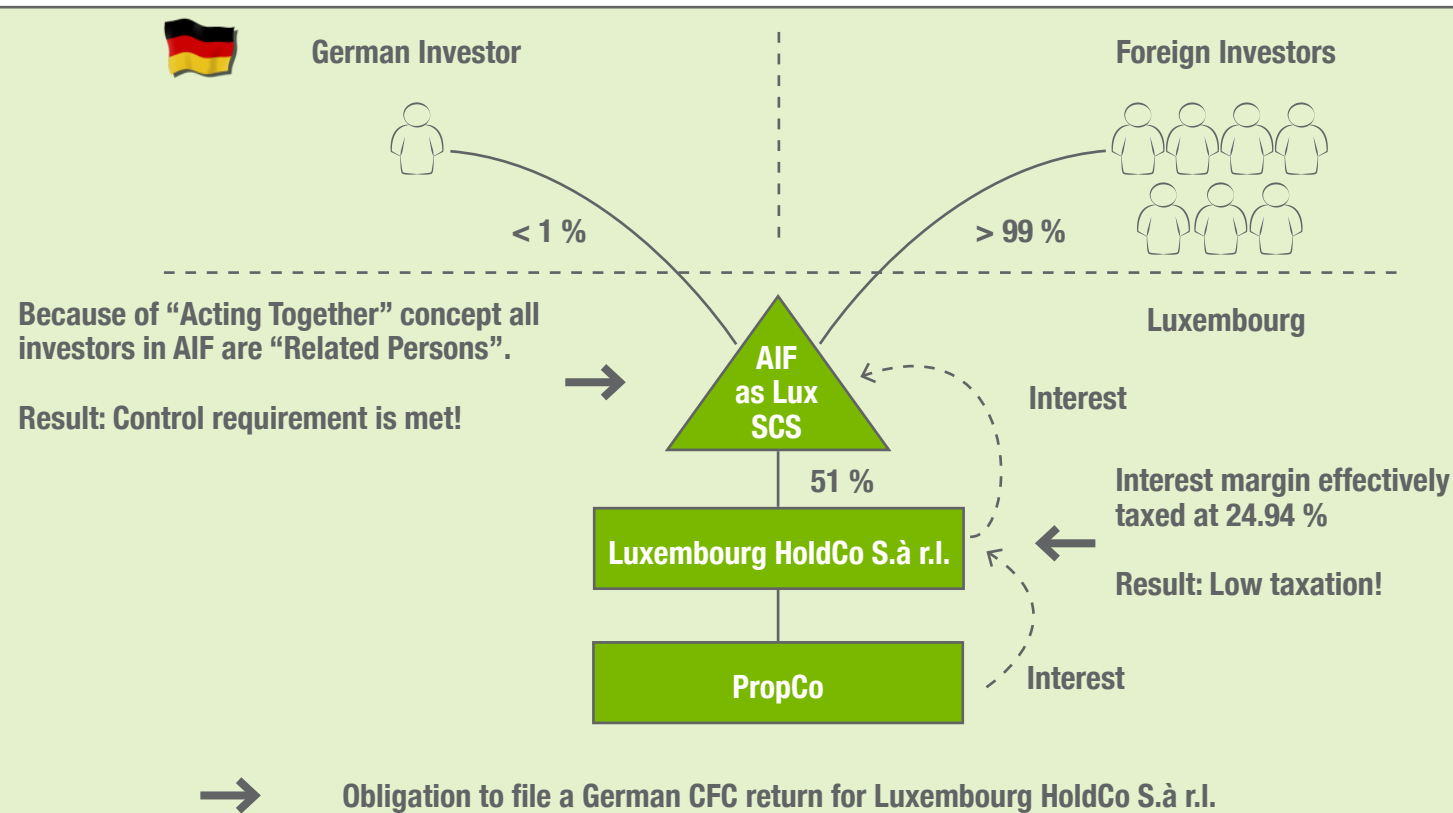 German Investor
Foreign Investors
< 1 %
> 99 %
Because of “Acting Together” concept all
investors in AIF are “Related Persons”.
Result: Control requirement is met!
Luxembourg
AIF
as Lux
SCS
Interest
51 %
Interest margin effectively
taxed at 24.94 %
Result: Low taxation!
Luxembourg HoldCo S.à r.l.
PropCo
Interest
Obligation to file a German CFC return for Luxembourg HoldCo S.à r.l.